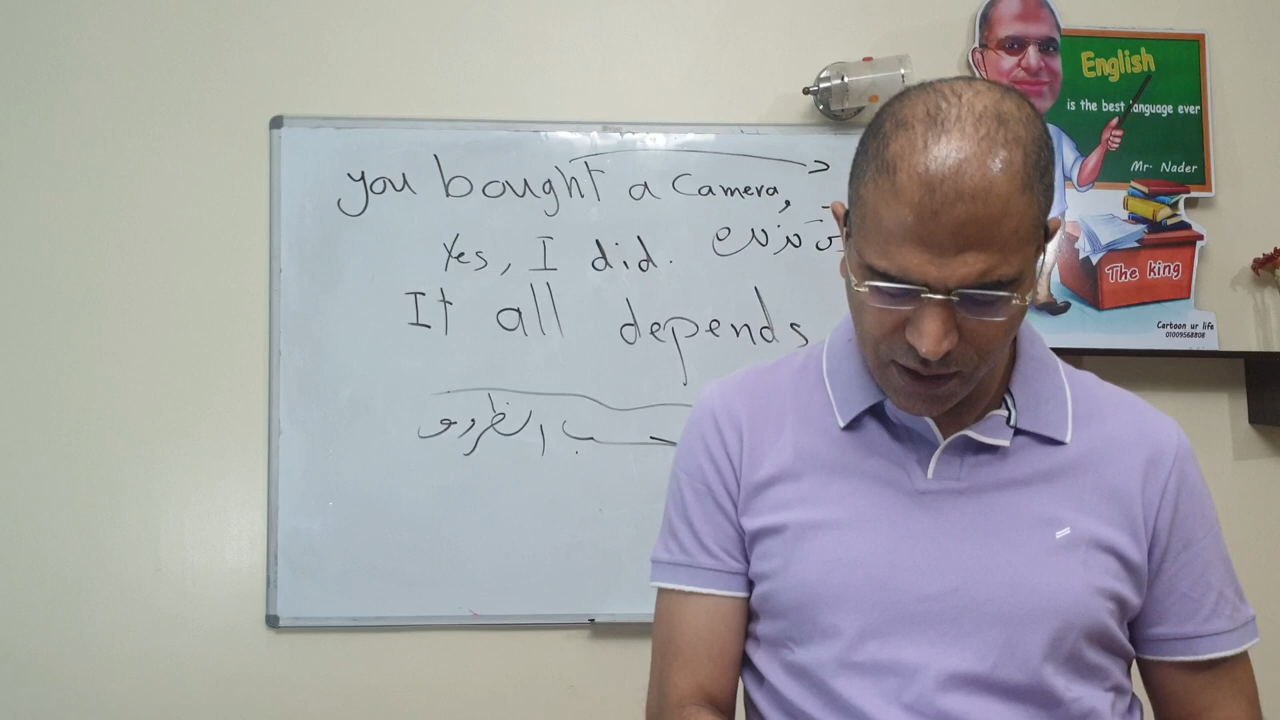 you bought a camera,
Yes, I did.
It all depends
الظروف
English
is the best language ever
Mr. Nader
The king
Cartoon ur life
01009568808